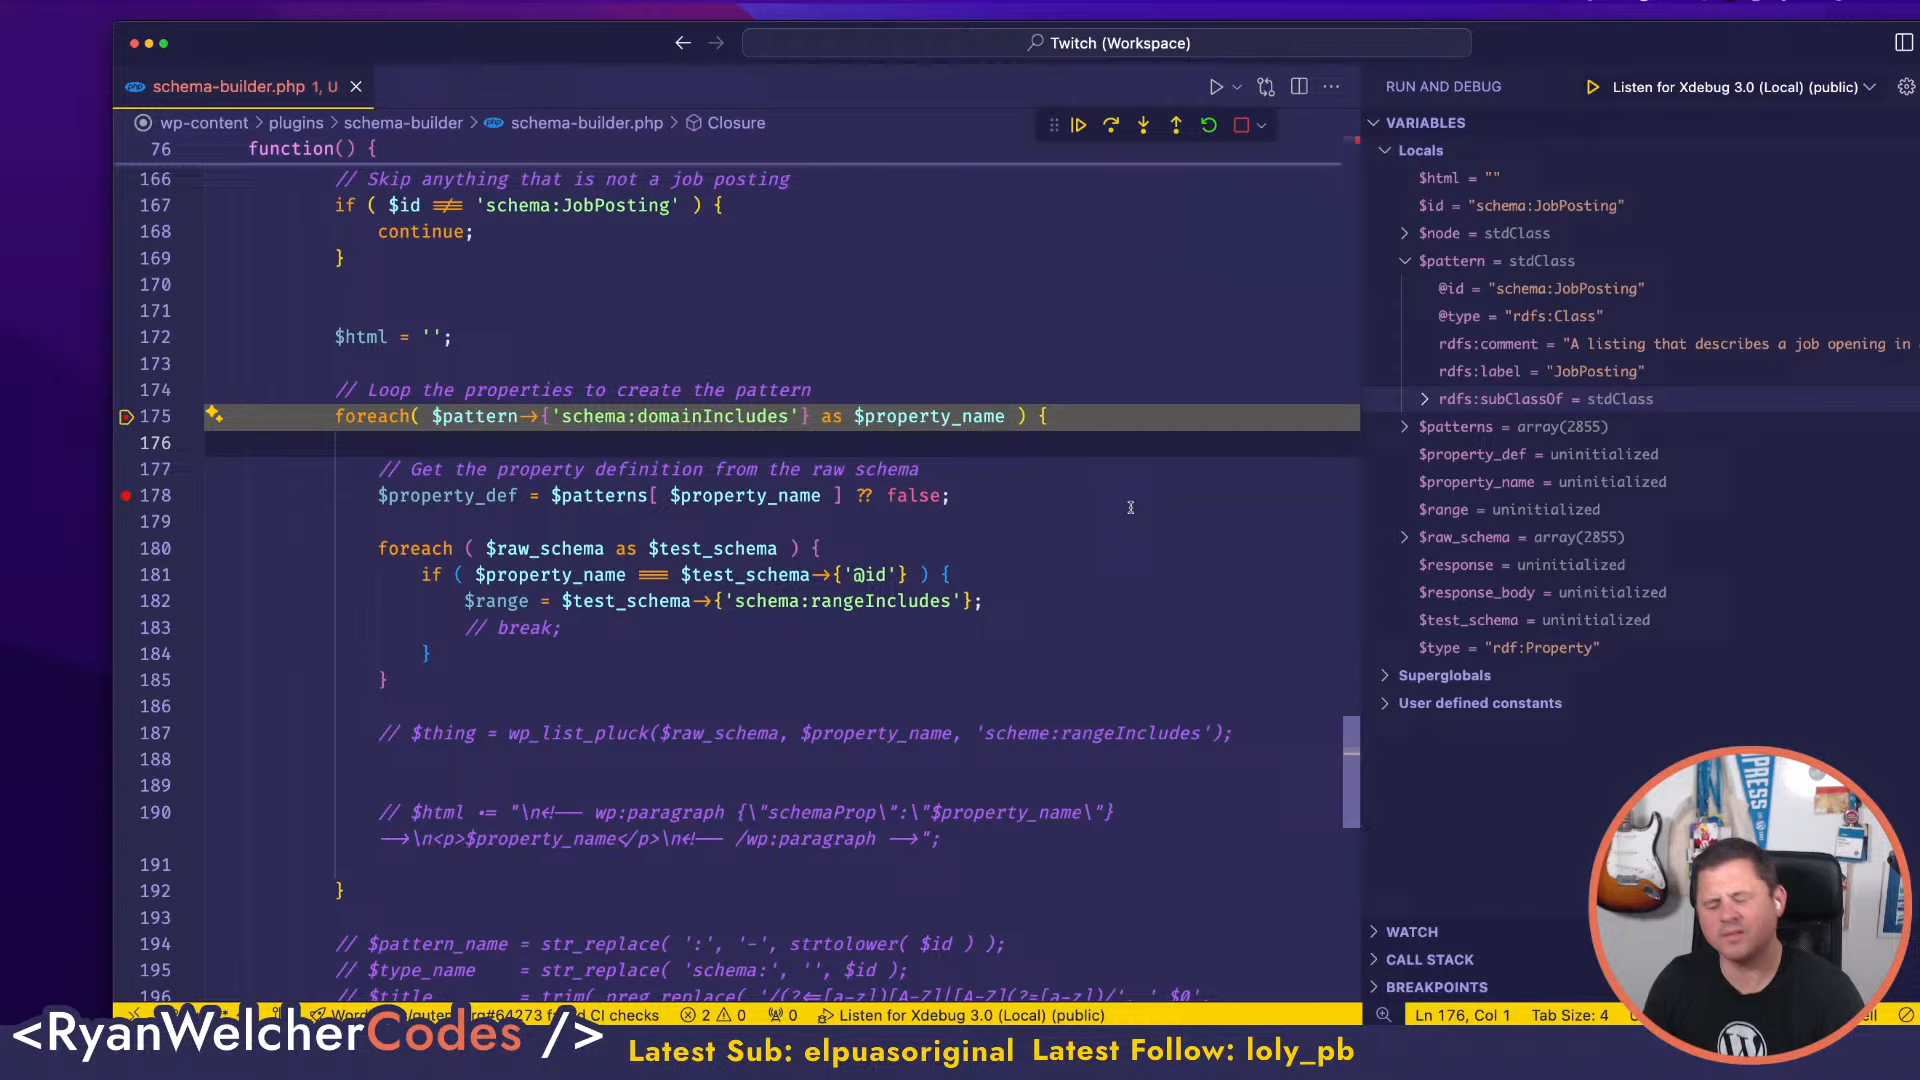 Twitch (Workspace)
schema-builder.php 1, U
RUN AND DEBUG
Listen for Xdebug 3.0 (Local) (public)
wp-content > plugins > schema-builder > schema-builder.php > Closure
76 function() {
166 // Skip anything that is not a job posting
167 if ( $id !== 'schema:JobPosting' ) {
168 continue;
169 }
170
171
172 $html = '';
173
174 // Loop the properties to create the pattern
175 foreach( $pattern->{'schema:domainIncludes'} as $property_name ) {
176
177 // Get the property definition from the raw schema
178 $property_def = $patterns[ $property_name ] ?? false;
179
180 foreach ( $raw_schema as $test_schema ) {
181 if ( $property_name === $test_schema->{'@id'} ) {
182 $range = $test_schema->{'schema:rangeIncludes'};
183 // break;
184 }
185 }
186
187 // $thing = wp_list_pluck($raw_schema, $property_name, 'scheme:rangeIncludes');
188
189
190 // $html .= "\n<!-- wp:paragraph {\"schemaProp\":\"$property_name\"}
-->\n<p>$property_name</p>\n<!-- /wp:paragraph -->";
191
192 }
193
194 // $pattern_name = str_replace( ':', '-', strtolower( $id ) );
195 // $type_name = str_replace( 'schema:', '', $id );
196 // $title = trim( preg_replace( '/(?<=[a-z])[A-Z]|[A-Z](?=[a-z])/', ' $0',
VARIABLES
Locals
$html = ""
$id = "schema:JobPosting"
$node = stdClass
$pattern = stdClass
@id = "schema:JobPosting"
@type = "rdfs:Class"
rdfs:comment = "A listing that describes a job opening in
rdfs:label = "JobPosting"
rdfs:subClassOf = stdClass
$patterns = array(2855)
$property_def = uninitialized
$property_name = uninitialized
$range = uninitialized
$raw_schema = array(2855)
$response = uninitialized
$response_body = uninitialized
$test_schema = uninitialized
$type = "rdf:Property"
Superglobals
User defined constants
WATCH
CALL STACK
BREAKPOINTS
CI checks 2 0 0 Listen for Xdebug 3.0 (Local) (public)
Ln 176, Col 1 Tab Size: 4
<RyanWelcherCodes />
Latest Sub: elpuasoriginal Latest Follow: loly_pb